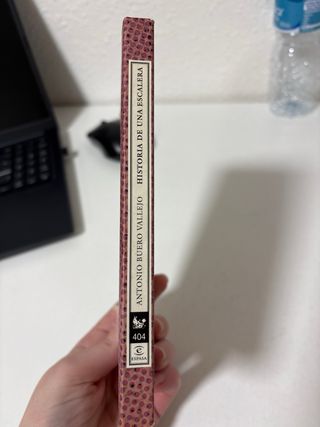 ANTONIO BUERO VALLEJO HISTORIA DE UNA ESCALERA
404
ESPASA